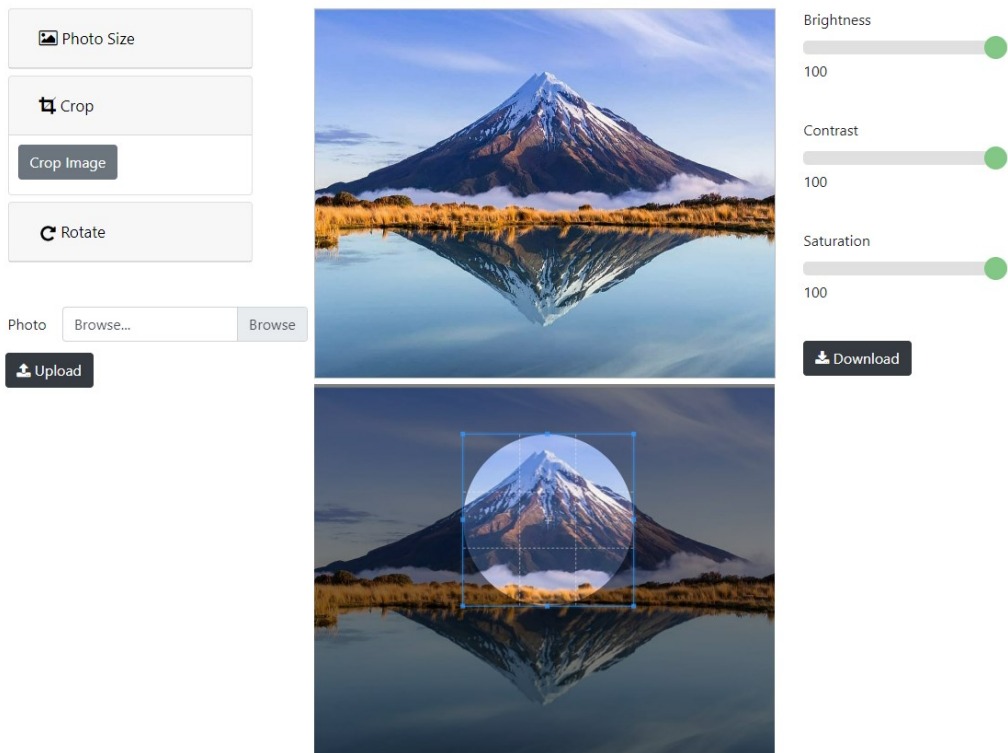 Photo Size
Crop
Crop Image
Rotate
Photo
Browse...
Browse
Upload
Brightness
100
Contrast
100
Saturation
100
Download